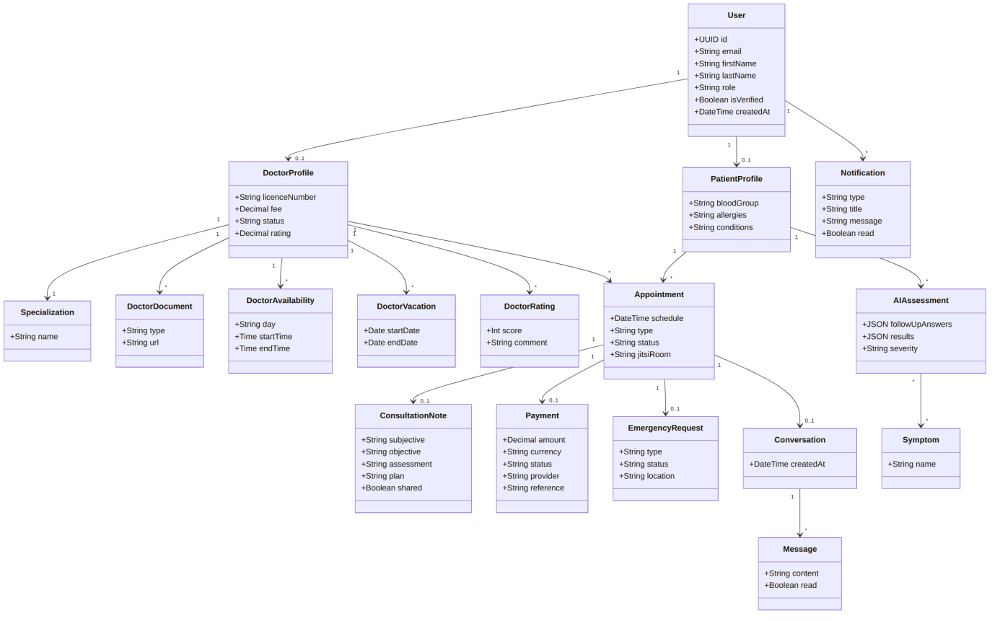 User
+UUID id
+String email
+String firstName
+String lastName
+String role
+Boolean isVerified
+DateTime createdAt
1
1
1
0..1
0..1
*
DoctorProfile
+String licenceNumber
+Decimal fee
+String status
+Decimal rating
PatientProfile
+String bloodGroup
+String allergies
+String conditions
Notification
+String type
+String title
+String message
+Boolean read
1
1
1
1
1
1
1
1
1
*
*
*
*
*
*
*
Specialization
+String name
DoctorDocument
+String type
+String url
DoctorAvailability
+String day
+Time startTime
+Time endTime
DoctorVacation
+Date startDate
+Date endDate
DoctorRating
+Int score
+String comment
Appointment
+DateTime schedule
+String type
+String status
+String jitsiRoom
AIAssessment
+JSON followUpAnswers
+JSON results
+String severity
1
1
1
1
*
0..1
0..1
0..1
0..1
*
ConsultationNote
+String subjective
+String objective
+String assessment
+String plan
+Boolean shared
Payment
+Decimal amount
+String currency
+String status
+String provider
+String reference
EmergencyRequest
+String type
+String status
+String location
Conversation
+DateTime createdAt
Symptom
+String name
1
*
Message
+String content
+Boolean read